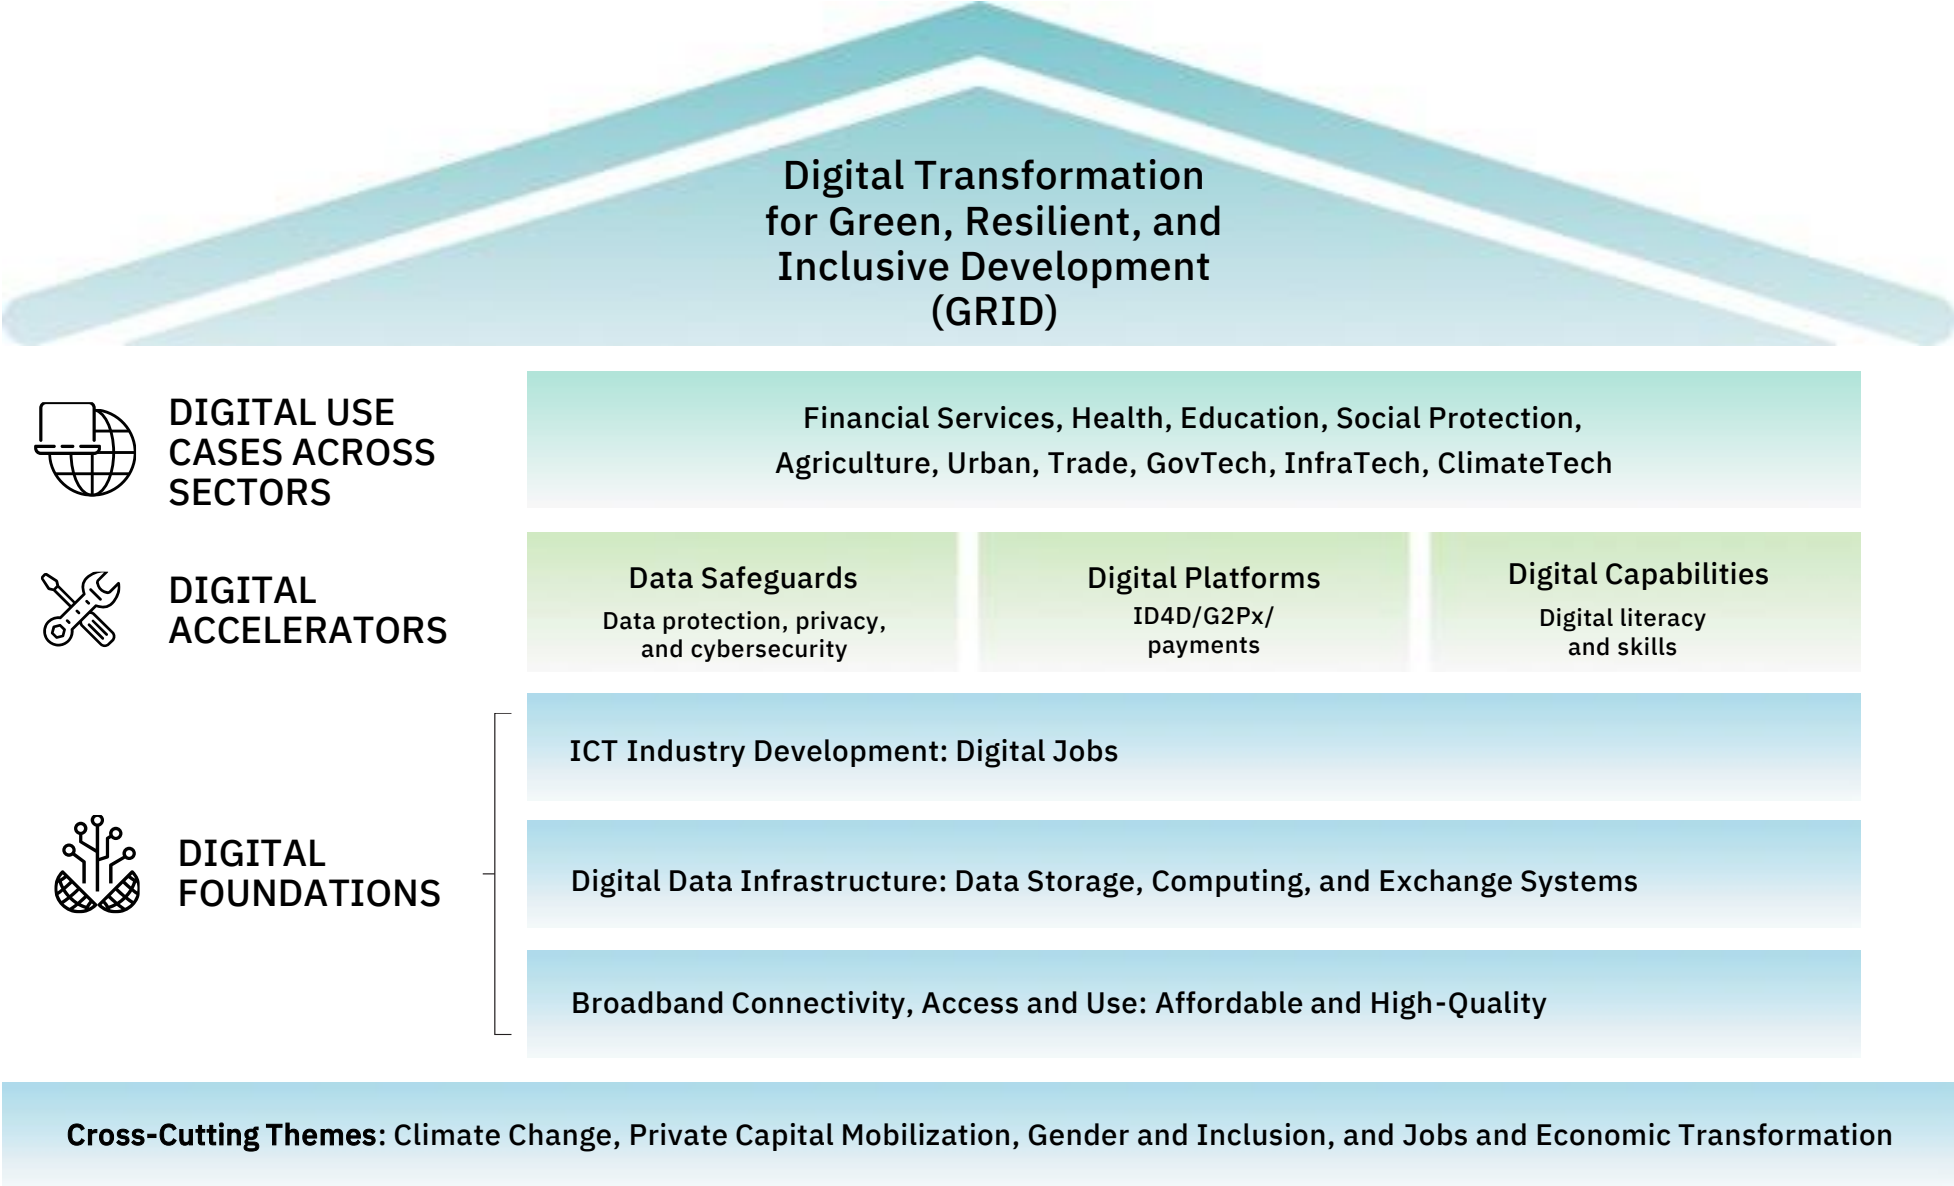 Digital Transformation
for Green, Resilient, and
Inclusive Development
(GRID)
DIGITAL USE
CASES ACROSS
SECTORS
Financial Services, Health, Education, Social Protection,
Agriculture, Urban, Trade, GovTech, InfraTech, ClimateTech
DIGITAL
ACCELERATORS
Data Safeguards
Data protection, privacy,
and cybersecurity
Digital Platforms
ID4D/G2Px/
payments
Digital Capabilities
Digital literacy
and skills
DIGITAL
FOUNDATIONS
ICT Industry Development: Digital Jobs
Digital Data Infrastructure: Data Storage, Computing, and Exchange Systems
Broadband Connectivity, Access and Use: Affordable and High-Quality
Cross-Cutting Themes: Climate Change, Private Capital Mobilization, Gender and Inclusion, and Jobs and Economic Transformation